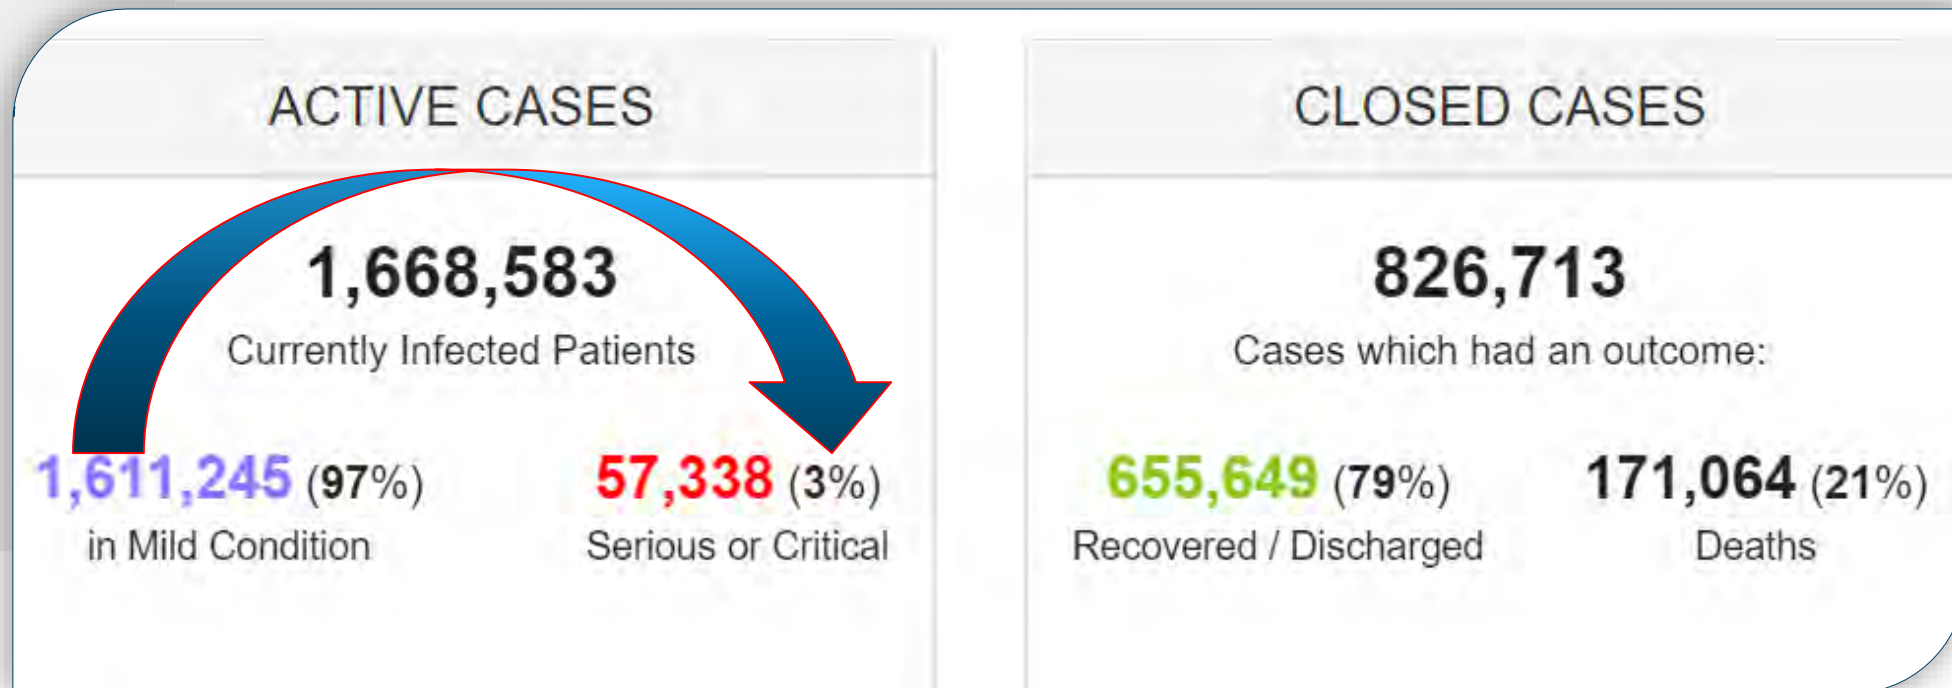 ACTIVE CASES
1,668,583
Currently Infected Patients
1,611,245 (97%)
in Mild Condition
57,338 (3%)
Serious or Critical
CLOSED CASES
826,713
Cases which had an outcome:
655,649 (79%)
Recovered / Discharged
171,064 (21%)
Deaths